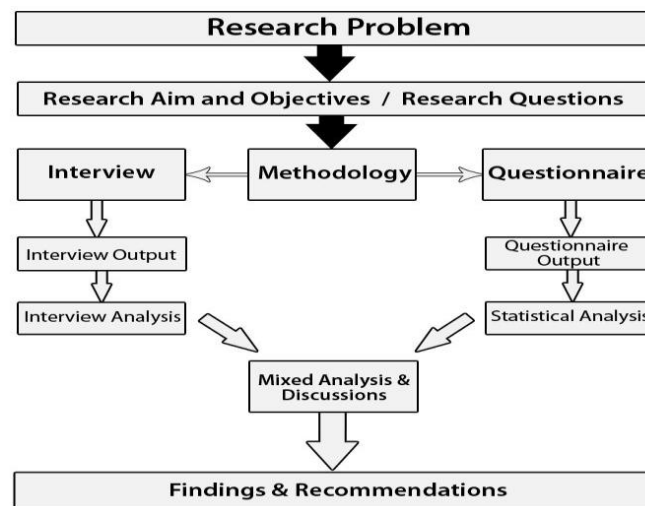 Research Problem
Research Aim and Objectives / Research Questions
Interview
Methodology
Questionnaire
Interview Output
Questionnaire
Output
Interview Analysis
Statistical Analysis
Mixed Analysis &
Discussions
Findings & Recommendations